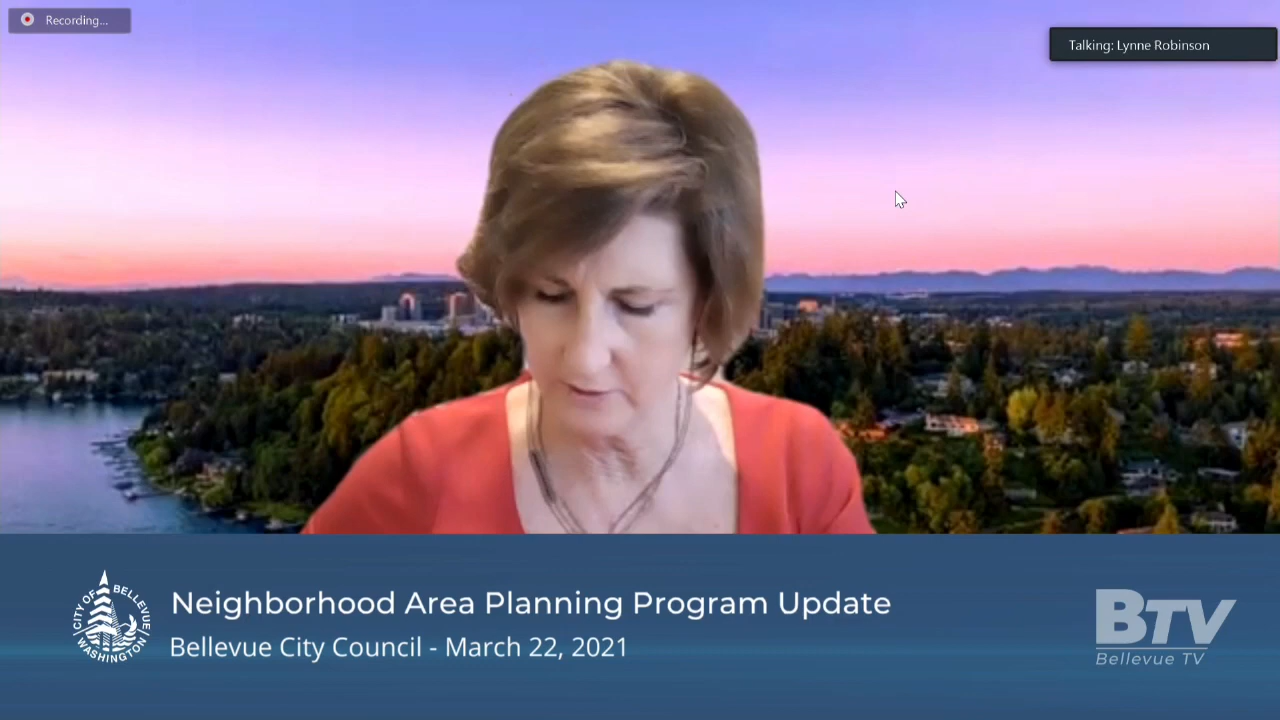 Recording...
Talking: Lynne Robinson
Neighborhood Area Planning Program Update
Bellevue City Council - March 22, 2021
CITY OF BELLEVUE
WASHINGTON
BTV
Bellevue TV